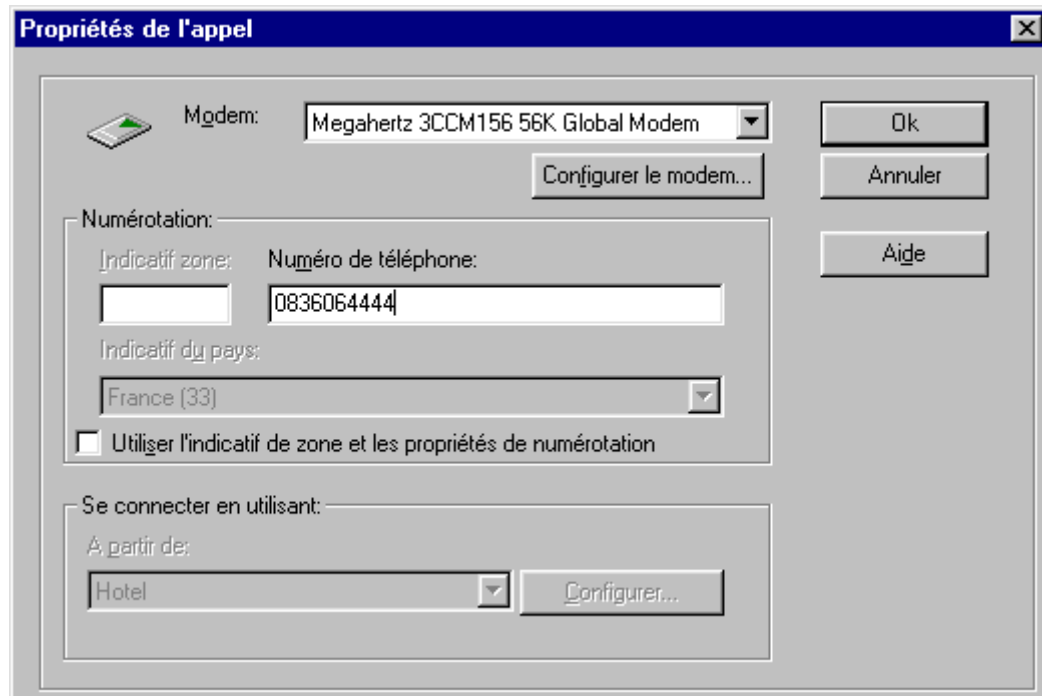 Propriétés de l'appel
Modem:
Megahertz 3CCM156 56K Global Modem
Ok
Configurer le modem...
Annuler
Numérotation:
Indicatif zone:
Numéro de téléphone:
Aide
0836064444
Indicatif du pays:
France (33)
Utiliser l'indicatif de zone et les propriétés de numérotation
Se connecter en utilisant:
A partir de:
Hotel
Configurer...